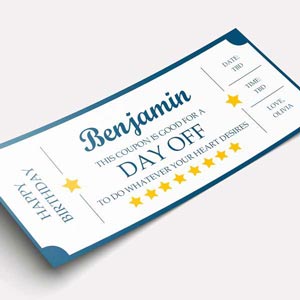 HAPPY
BIRTHDAY
Benjamin
THIS COUPON IS GOOD FOR A
DAY OFF
TO DO WHATEVER YOUR HEART DESIRES
DATE:
TBD
TIME:
TBD
LOVE,
OLIVIA